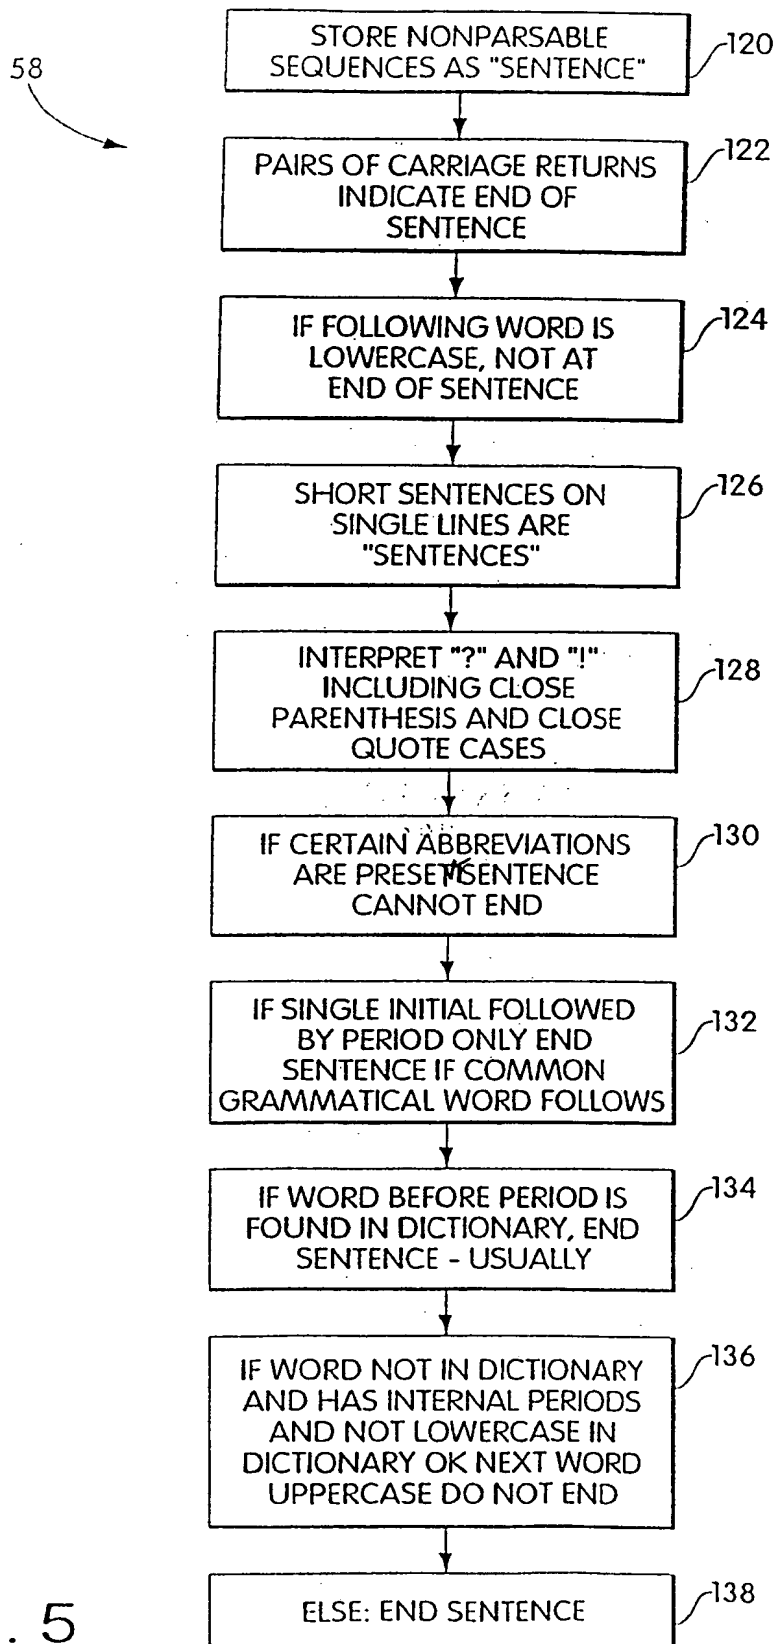 STORE NONPARSABLE
SEQUENCES AS "SENTENCE"
120
58
PAIRS OF CARRIAGE RETURNS
INDICATE END OF
SENTENCE
122
IF FOLLOWING WORD IS
LOWERCASE, NOT AT
END OF SENTENCE
124
SHORT SENTENCES ON
SINGLE LINES ARE
"SENTENCES"
126
INTERPRET "?" AND "!"
INCLUDING CLOSE
PARENTHESIS AND CLOSE
QUOTE CASES
128
IF CERTAIN ABBREVIATIONS
ARE PRESET SENTENCE
CANNOT END
130
IF SINGLE INITIAL FOLLOWED
BY PERIOD ONLY END
SENTENCE IF COMMON
GRAMMATICAL WORD FOLLOWS
132
IF WORD BEFORE PERIOD IS
FOUND IN DICTIONARY, END
SENTENCE - USUALLY
134
IF WORD NOT IN DICTIONARY
AND HAS INTERNAL PERIODS
AND NOT LOWERCASE IN
DICTIONARY OK NEXT WORD
UPPERCASE DO NOT END
136
ELSE: END SENTENCE
138
. 5